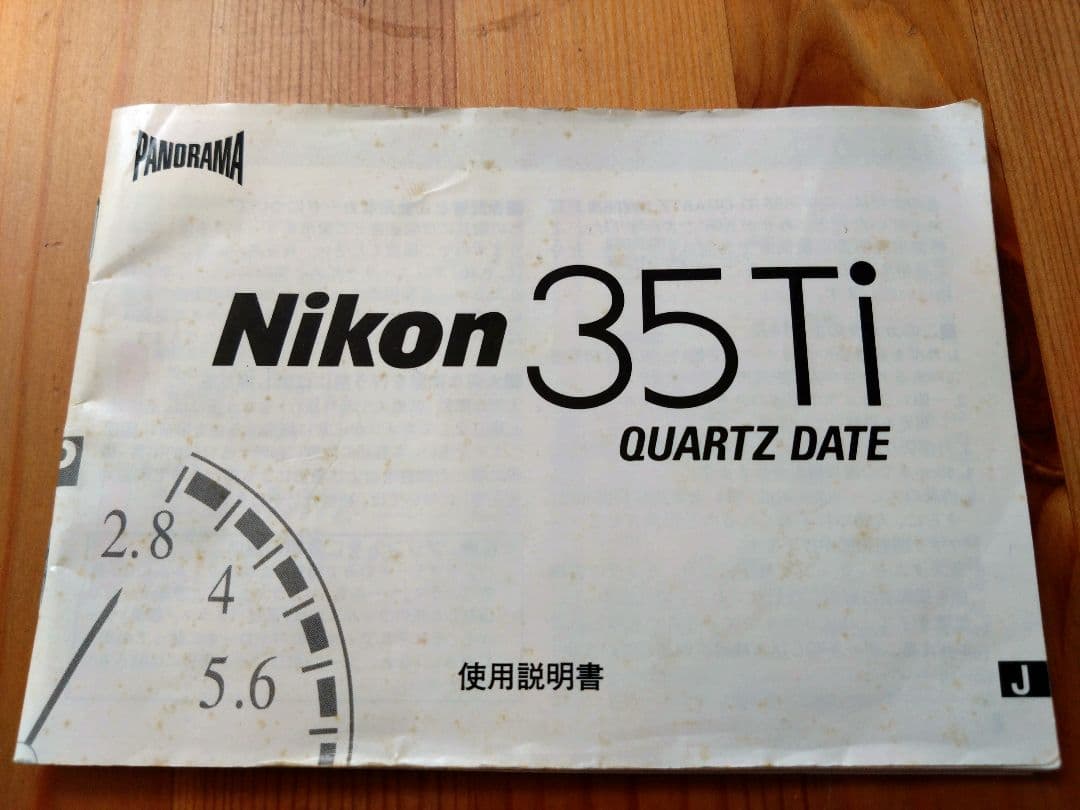 PANORAMA
Nikon 35Ti
QUARTZ DATE
P
2.8
4
5.6
使用説明書
J